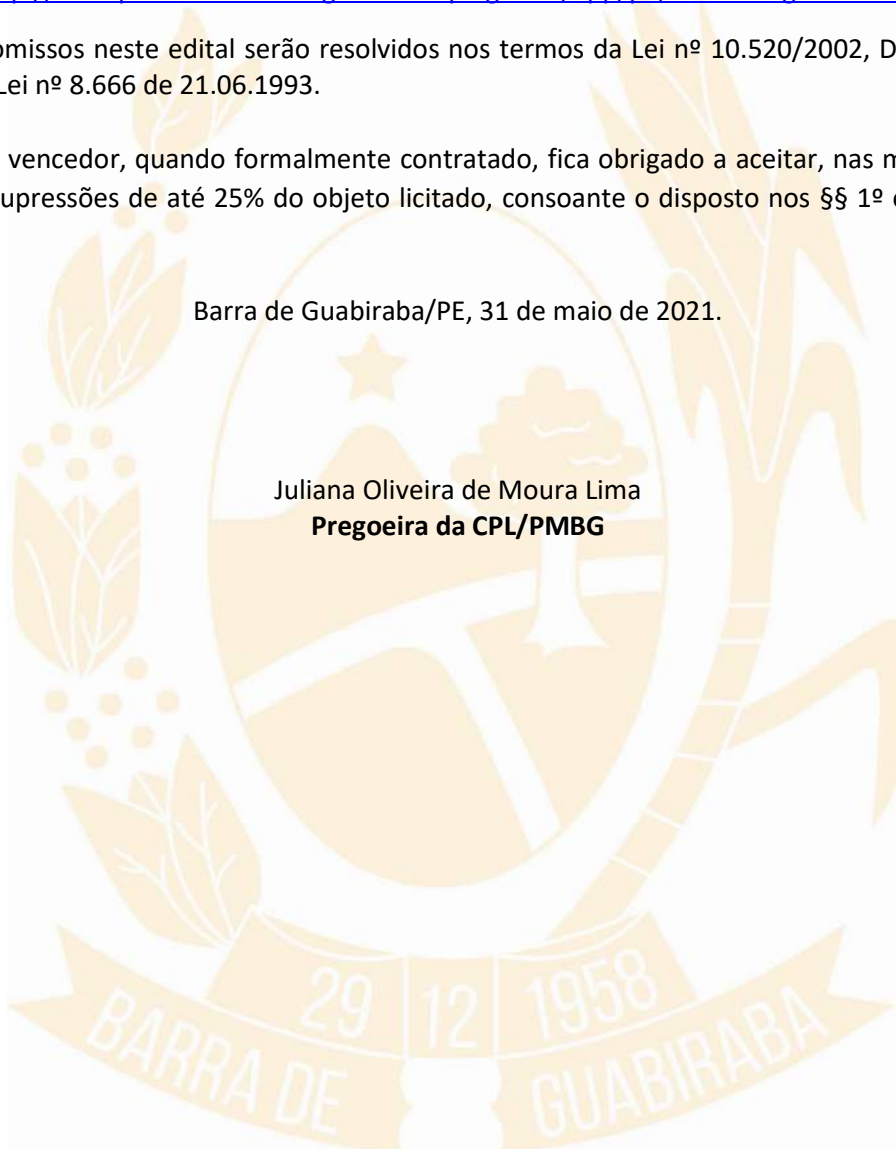 omissos neste edital serão resolvidos nos termos da Lei nº 10.520/2002, D
Lei nº 8.666 de 21.06.1993.
vencedor, quando formalmente contratado, fica obrigado a aceitar, nas m
upressões de até 25% do objeto licitado, consoante o disposto nos §§ 1º
Barra de Guabiraba/PE, 31 de maio de 2021.
Juliana Oliveira de Moura Lima
Pregoeira da CPL/PMBG
29 12 1958
BARRA DE GUABIRABA